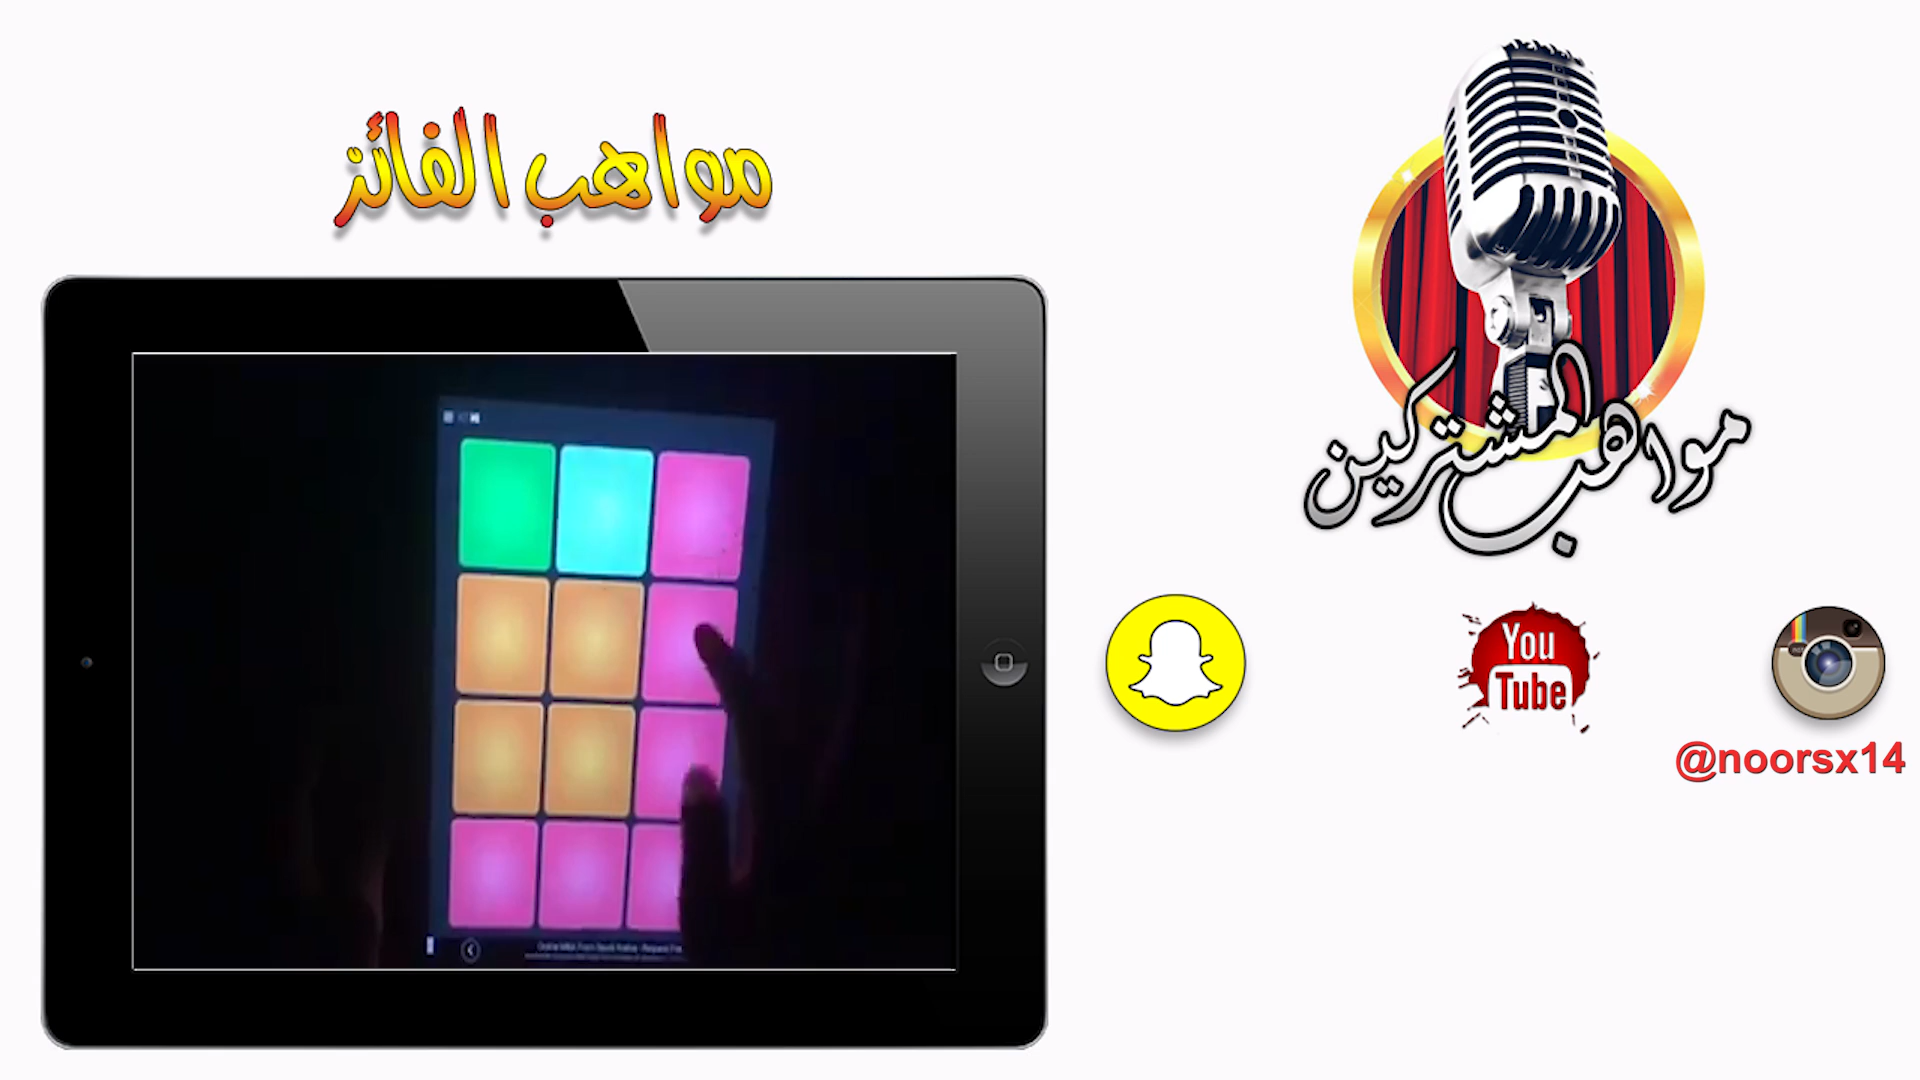 مواهب الفائز
مواهب المشتركين
You
Tube
@noorsx14